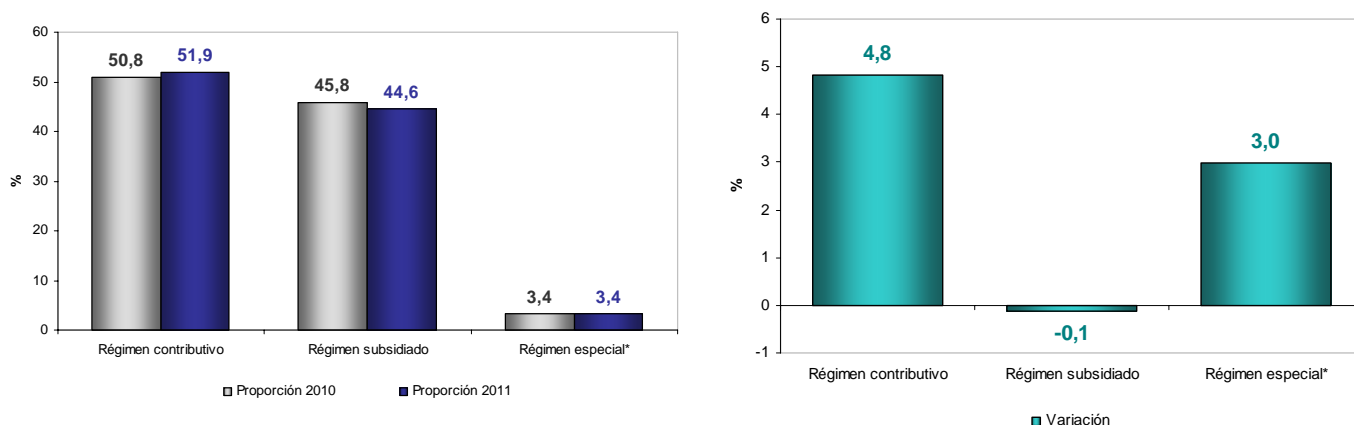 60
50
40
30
20
10
0
%
50,8
51,9
45,8
44,6
3,4
3,4
Régimen contributivo
Régimen subsidiado
Régimen especial*
Proporción 2010
Proporción 2011
6
5
4
3
2
1
0
-1
%
4,8
-0,1
3,0
Régimen contributivo
Régimen subsidiado
Régimen especial*
Variación